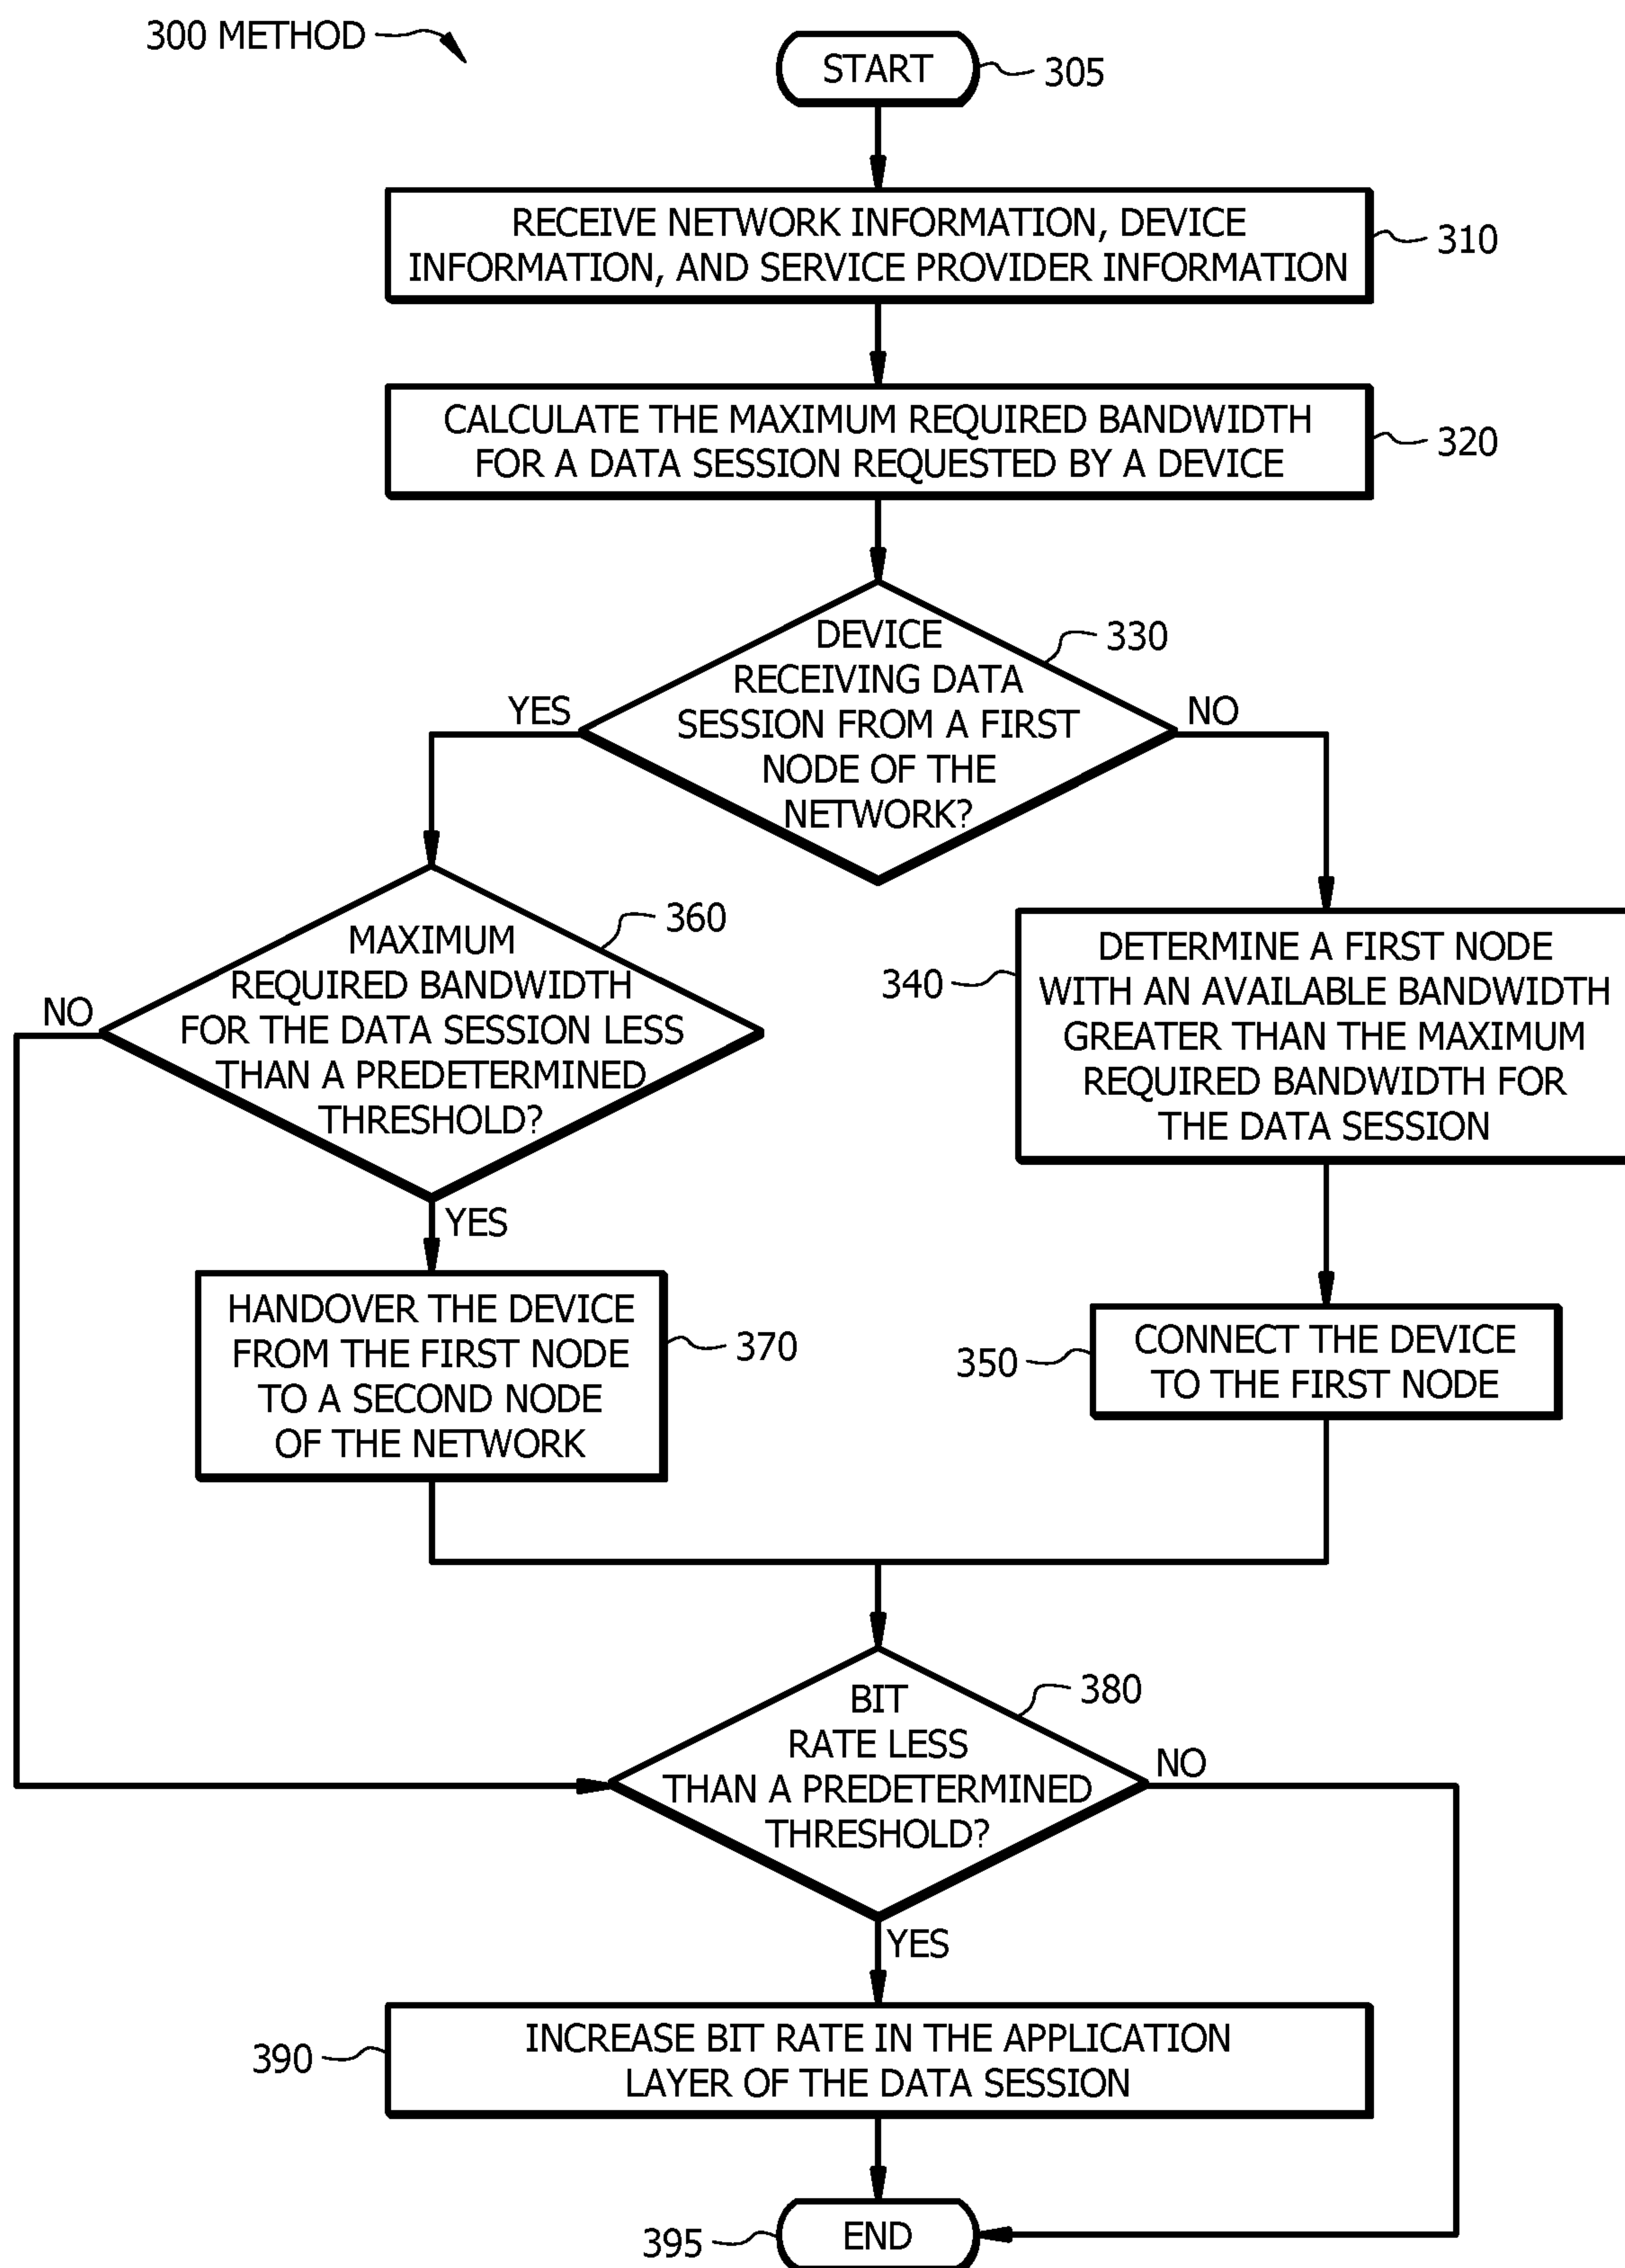 300 METHOD
START
305
RECEIVE NETWORK INFORMATION, DEVICE
INFORMATION, AND SERVICE PROVIDER INFORMATION
310
CALCULATE THE MAXIMUM REQUIRED BANDWIDTH
FOR A DATA SESSION REQUESTED BY A DEVICE
320
DEVICE
RECEIVING DATA
SESSION FROM A FIRST
NODE OF THE
NETWORK?
330
YES
NO
MAXIMUM
REQUIRED BANDWIDTH
FOR THE DATA SESSION LESS
THAN A PREDETERMINED
THRESHOLD?
360
NO
YES
340
DETERMINE A FIRST NODE
WITH AN AVAILABLE BANDWIDTH
GREATER THAN THE MAXIMUM
REQUIRED BANDWIDTH FOR
THE DATA SESSION
HANDOVER THE DEVICE
FROM THE FIRST NODE
TO A SECOND NODE
OF THE NETWORK
370
350
CONNECT THE DEVICE
TO THE FIRST NODE
BIT
RATE LESS
THAN A PREDETERMINED
THRESHOLD?
380
NO
YES
390
INCREASE BIT RATE IN THE APPLICATION
LAYER OF THE DATA SESSION
395
END